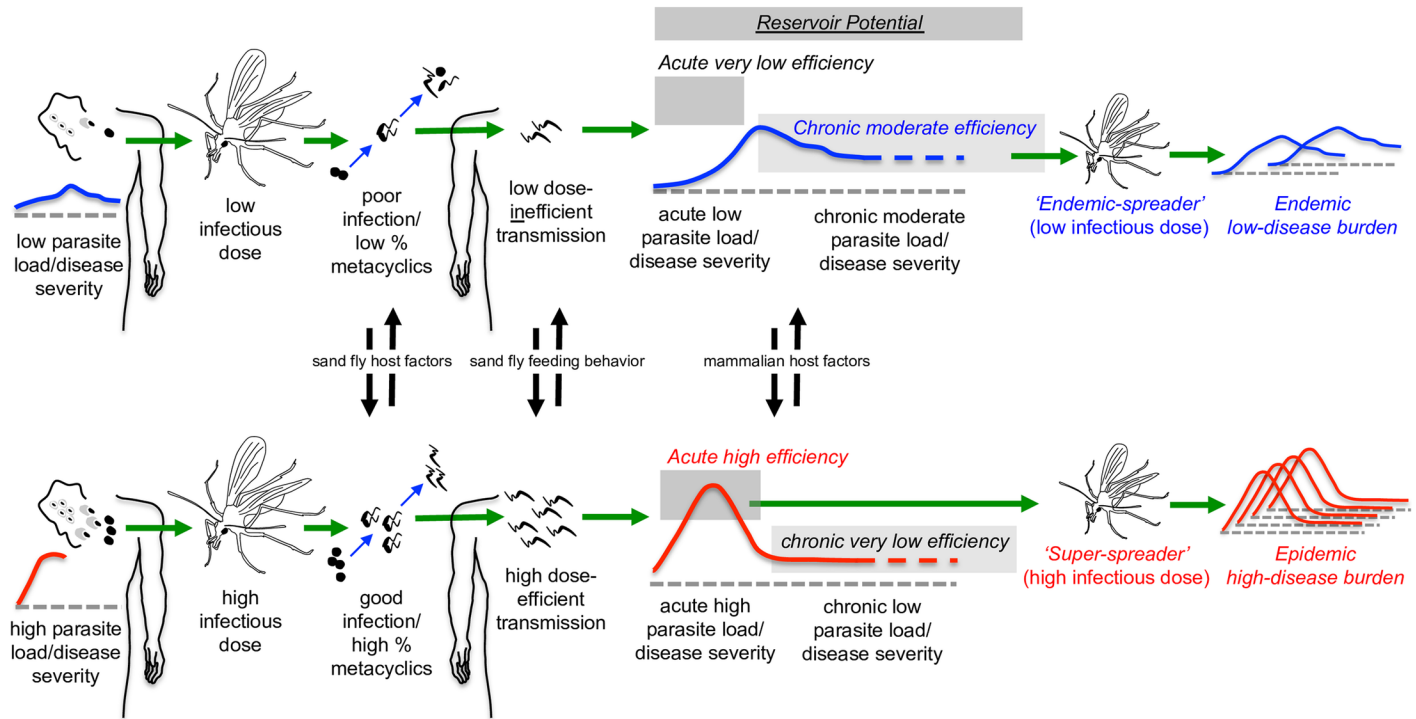 Reservoir Potential
Acute very low efficiency
Chronic moderate efficiency
low parasite
load/disease
severity
low
infectious
dose
poor
infection/
low %
metacyclics
low dose-
inefficient
transmission
acute low
parasite load/
disease severity
chronic moderate
parasite load/
disease severity
'Endemic-spreader'
(low infectious dose)
Endemic
low-disease burden
sand fly host factors
sand fly feeding behavior
mammalian host factors
Acute high efficiency
chronic very low efficiency
high parasite
load/disease
severity
high
infectious
dose
good
infection/
high %
metacyclics
high dose-
efficient
transmission
acute high
parasite load/
disease severity
chronic low
parasite load/
disease severity
'Super-spreader'
(high infectious dose)
Epidemic
high-disease burden